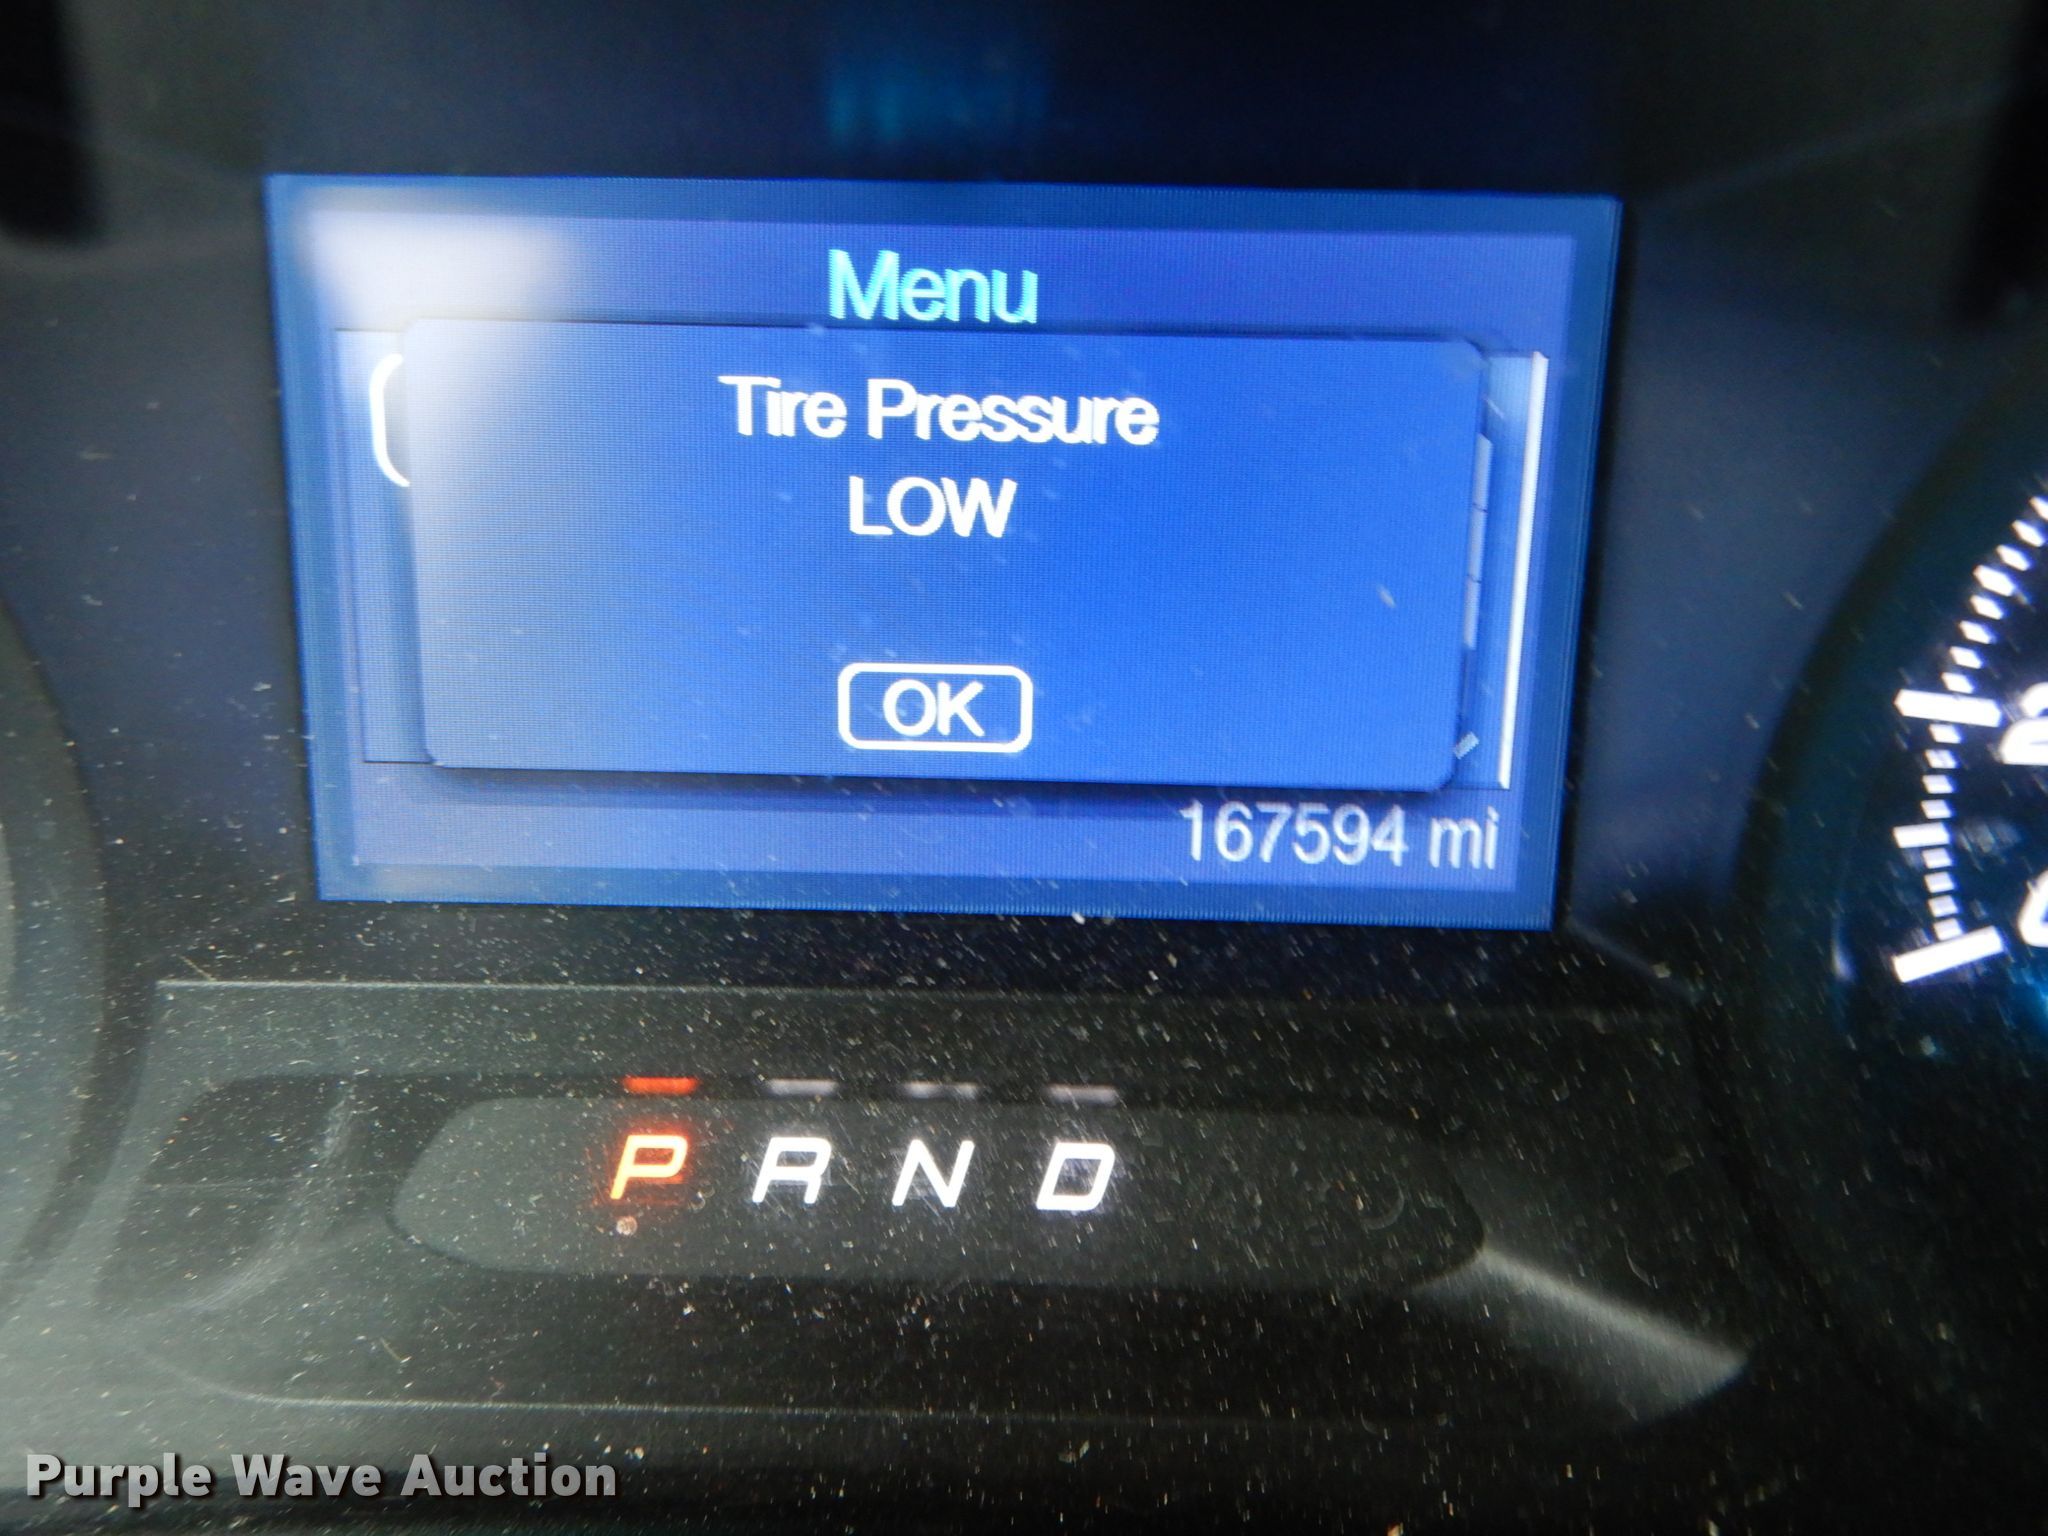 Menu
Tire Pressure
LOW
OK
167594 mi
P R N D
Purple Wave Auction